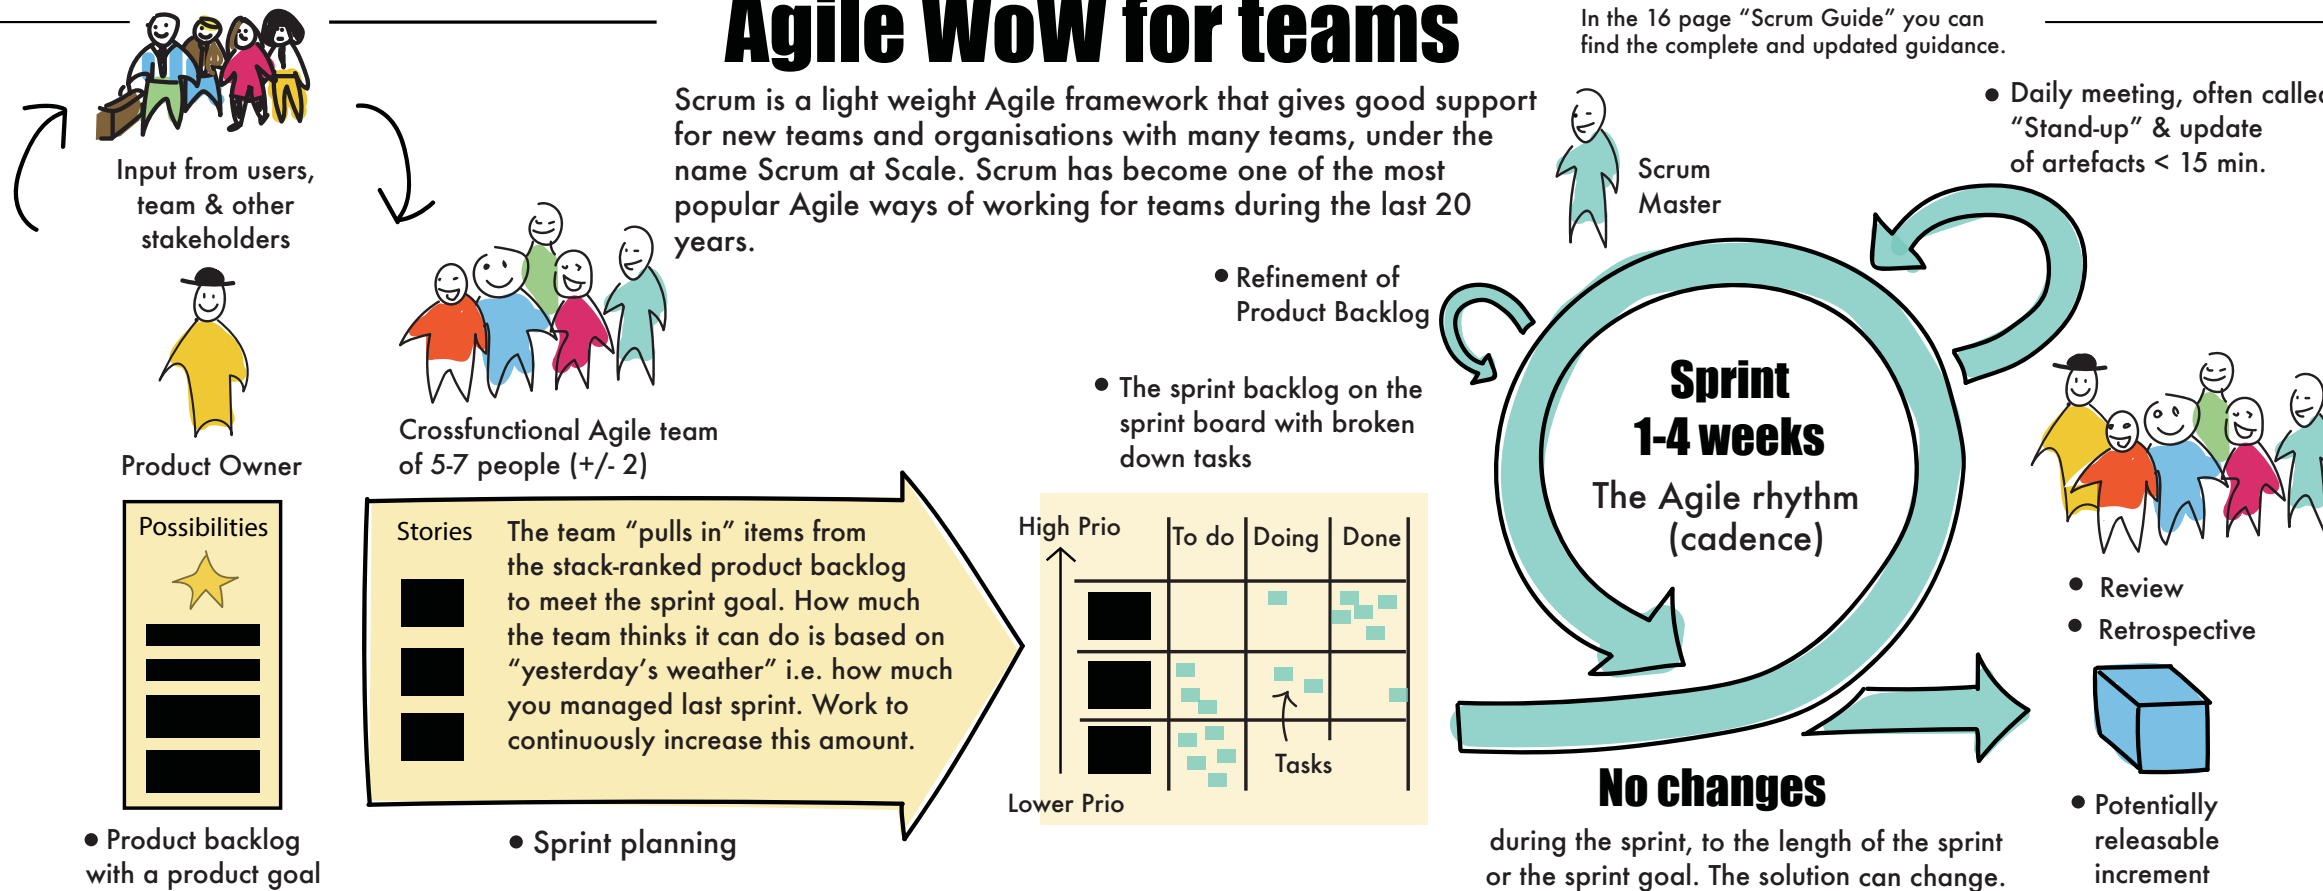 Agile WoW for teams
In the 16 page “Scrum Guide” you can
find the complete and updated guidance.
Scrum is a light weight Agile framework that gives good support
for new teams and organisations with many teams, under the
name Scrum at Scale. Scrum has become one of the most
popular Agile ways of working for teams during the last 20
years.
Input from users,
team & other
stakeholders
Product Owner
Possibilities
• Product backlog
with a product goal
Crossfunctional Agile team
of 5-7 people (+/- 2)
Stories
The team “pulls in” items from
the stack-ranked product backlog
to meet the sprint goal. How much
the team thinks it can do is based on
“yesterday’s weather” i.e. how much
you managed last sprint. Work to
continuously increase this amount.
• Sprint planning
• Refinement of
Product Backlog
• The sprint backlog on the
sprint board with broken
down tasks
High Prio
To do
Doing
Done
Tasks
Lower Prio
Scrum
Master
• Daily meeting, often called
“Stand-up” & update
of artefacts < 15 min.
Sprint
1-4 weeks
The Agile rhythm
(cadence)
No changes
during the sprint, to the length of the sprint
or the sprint goal. The solution can change.
• Review
• Retrospective
• Potentially
releasable
increment